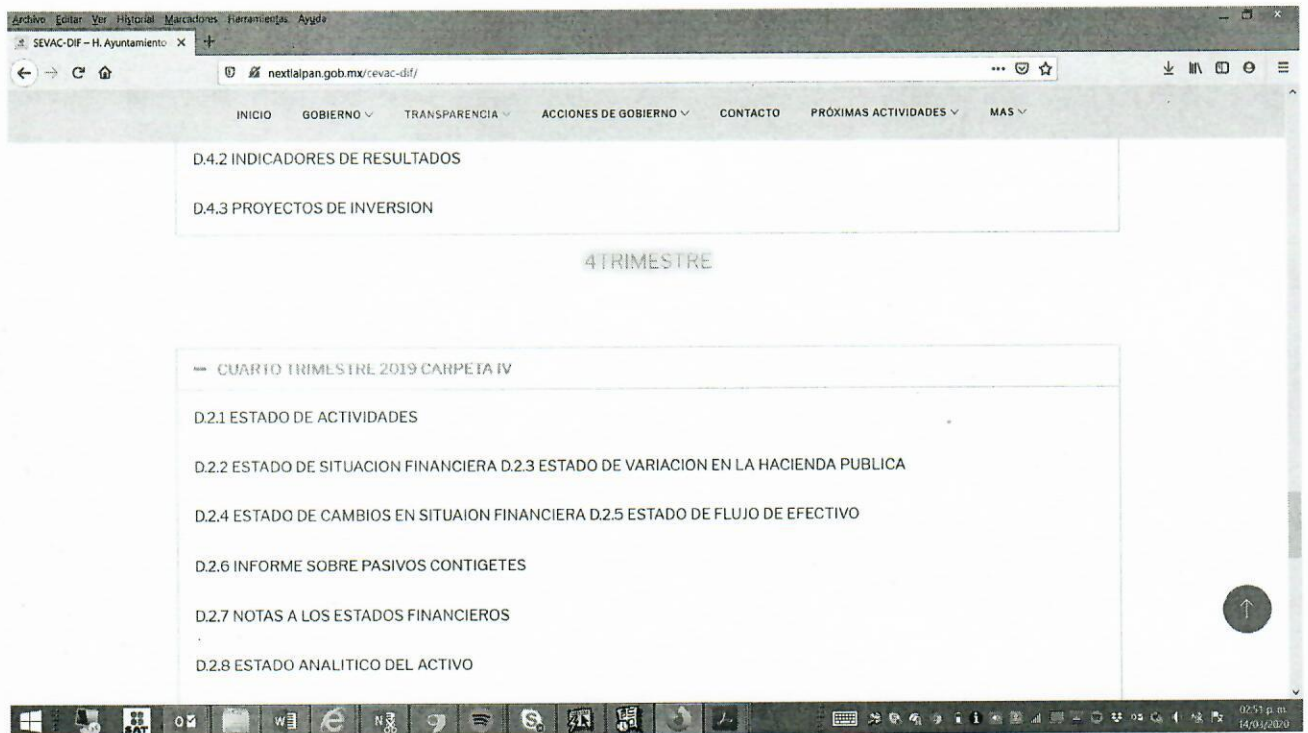 Archivo Editar Ver Historial Marcadores Herramientas Ayuda
SEVAC-DIF – H. Ayuntamiento × +
nextlalpan.gob.mx/cevac-dif/
INICIO GOBIERNO TRANSPARENCIA ACCIONES DE GOBIERNO CONTACTO PRÓXIMAS ACTIVIDADES MAS
D.4.2 INDICADORES DE RESULTADOS
D.4.3 PROYECTOS DE INVERSION
4TRIMESTRE
— CUARTO TRIMESTRE 2019 CARPETA IV
D.2.1 ESTADO DE ACTIVIDADES
D.2.2 ESTADO DE SITUACION FINANCIERA D.2.3 ESTADO DE VARIACION EN LA HACIENDA PUBLICA
D.2.4 ESTADO DE CAMBIOS EN SITUAION FINANCIERA D.2.5 ESTADO DE FLUJO DE EFECTIVO
D.2.6 INFORME SOBRE PASIVOS CONTIGETES
D.2.7 NOTAS A LOS ESTADOS FINANCIEROS
D.2.8 ESTADO ANALITICO DEL ACTIVO
SAT
02:51 p. m.
14/03/2020